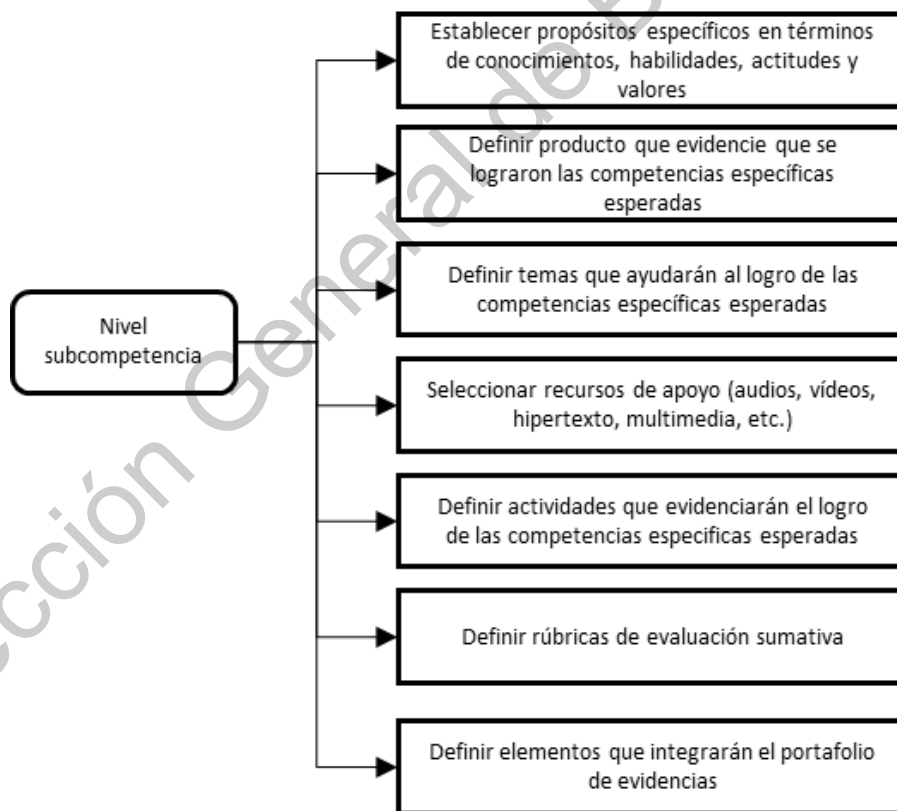 Establecer propósitos específicos en términos
de conocimientos, habilidades, actitudes y
valores
Definir producto que evidencie que se
lograron las competencias específicas
esperadas
Definir temas que ayudarán al logro de las
competencias específicas esperadas
Nivel
subcompetencia
Seleccionar recursos de apoyo (audios, vídeos,
hipertexto, multimedia, etc.)
Definir actividades que evidenciarán el logro
de las competencias especificas esperadas
Definir rúbricas de evaluación sumativa
Definir elementos que integrarán el portafolio
de evidencias
General de